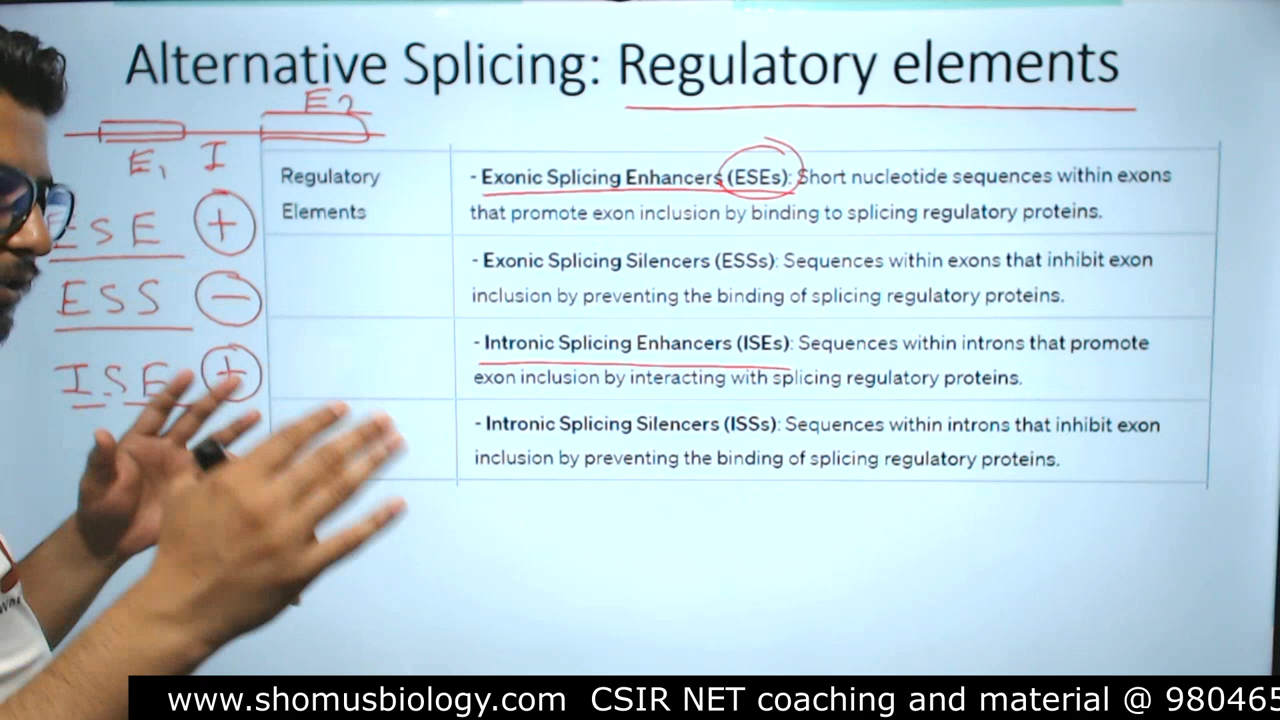 Alternative Splicing: Regulatory elements
E2
E1 I
ESE +
ESS −
ISE +
Regulatory
Elements
- Exonic Splicing Enhancers (ESEs): Short nucleotide sequences within exons
that promote exon inclusion by binding to splicing regulatory proteins.
- Exonic Splicing Silencers (ESSs): Sequences within exons that inhibit exon
inclusion by preventing the binding of splicing regulatory proteins.
- Intronic Splicing Enhancers (ISEs): Sequences within introns that promote
exon inclusion by interacting with splicing regulatory proteins.
- Intronic Splicing Silencers (ISSs): Sequences within introns that inhibit exon
inclusion by preventing the binding of splicing regulatory proteins.
www.shomusbiology.com CSIR NET coaching and material @ 980465